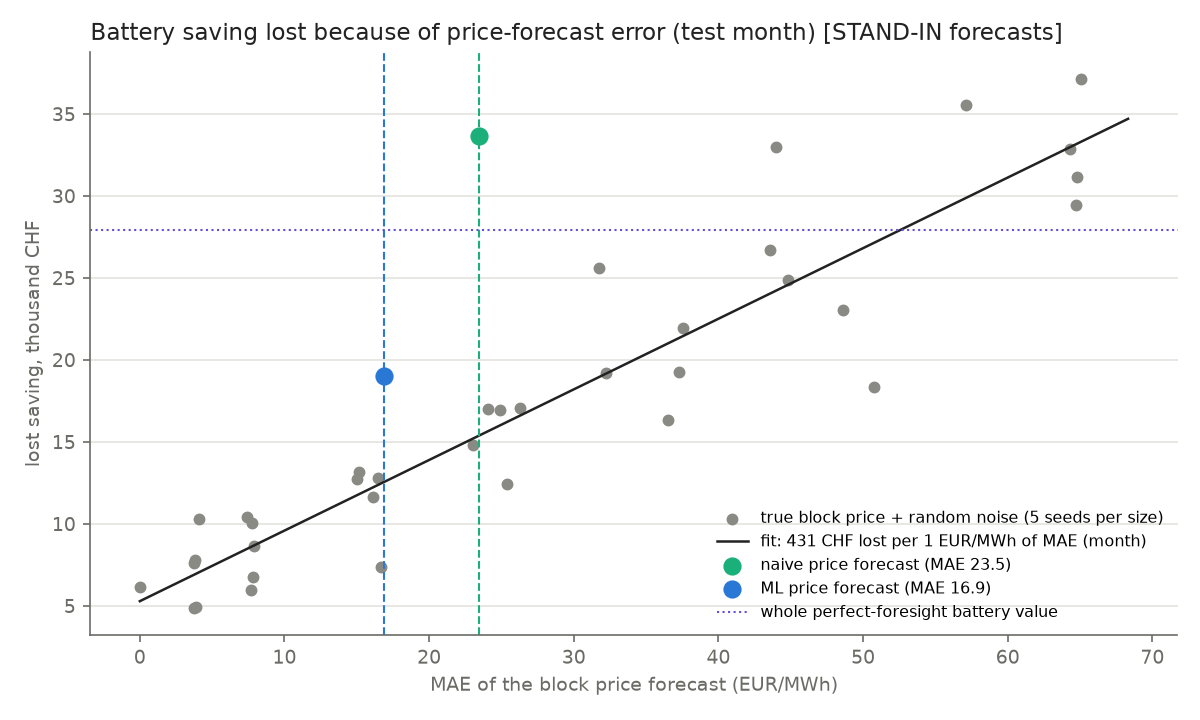 Battery saving lost because of price-forecast error (test month) [STAND-IN forecasts]
lost saving, thousand CHF
35
30
25
20
15
10
5
true block price + random noise (5 seeds per size)
fit: 431 CHF lost per 1 EUR/MWh of MAE (month)
naive price forecast (MAE 23.5)
ML price forecast (MAE 16.9)
whole perfect-foresight battery value
0 10 20 30 40 50 60 70
MAE of the block price forecast (EUR/MWh)